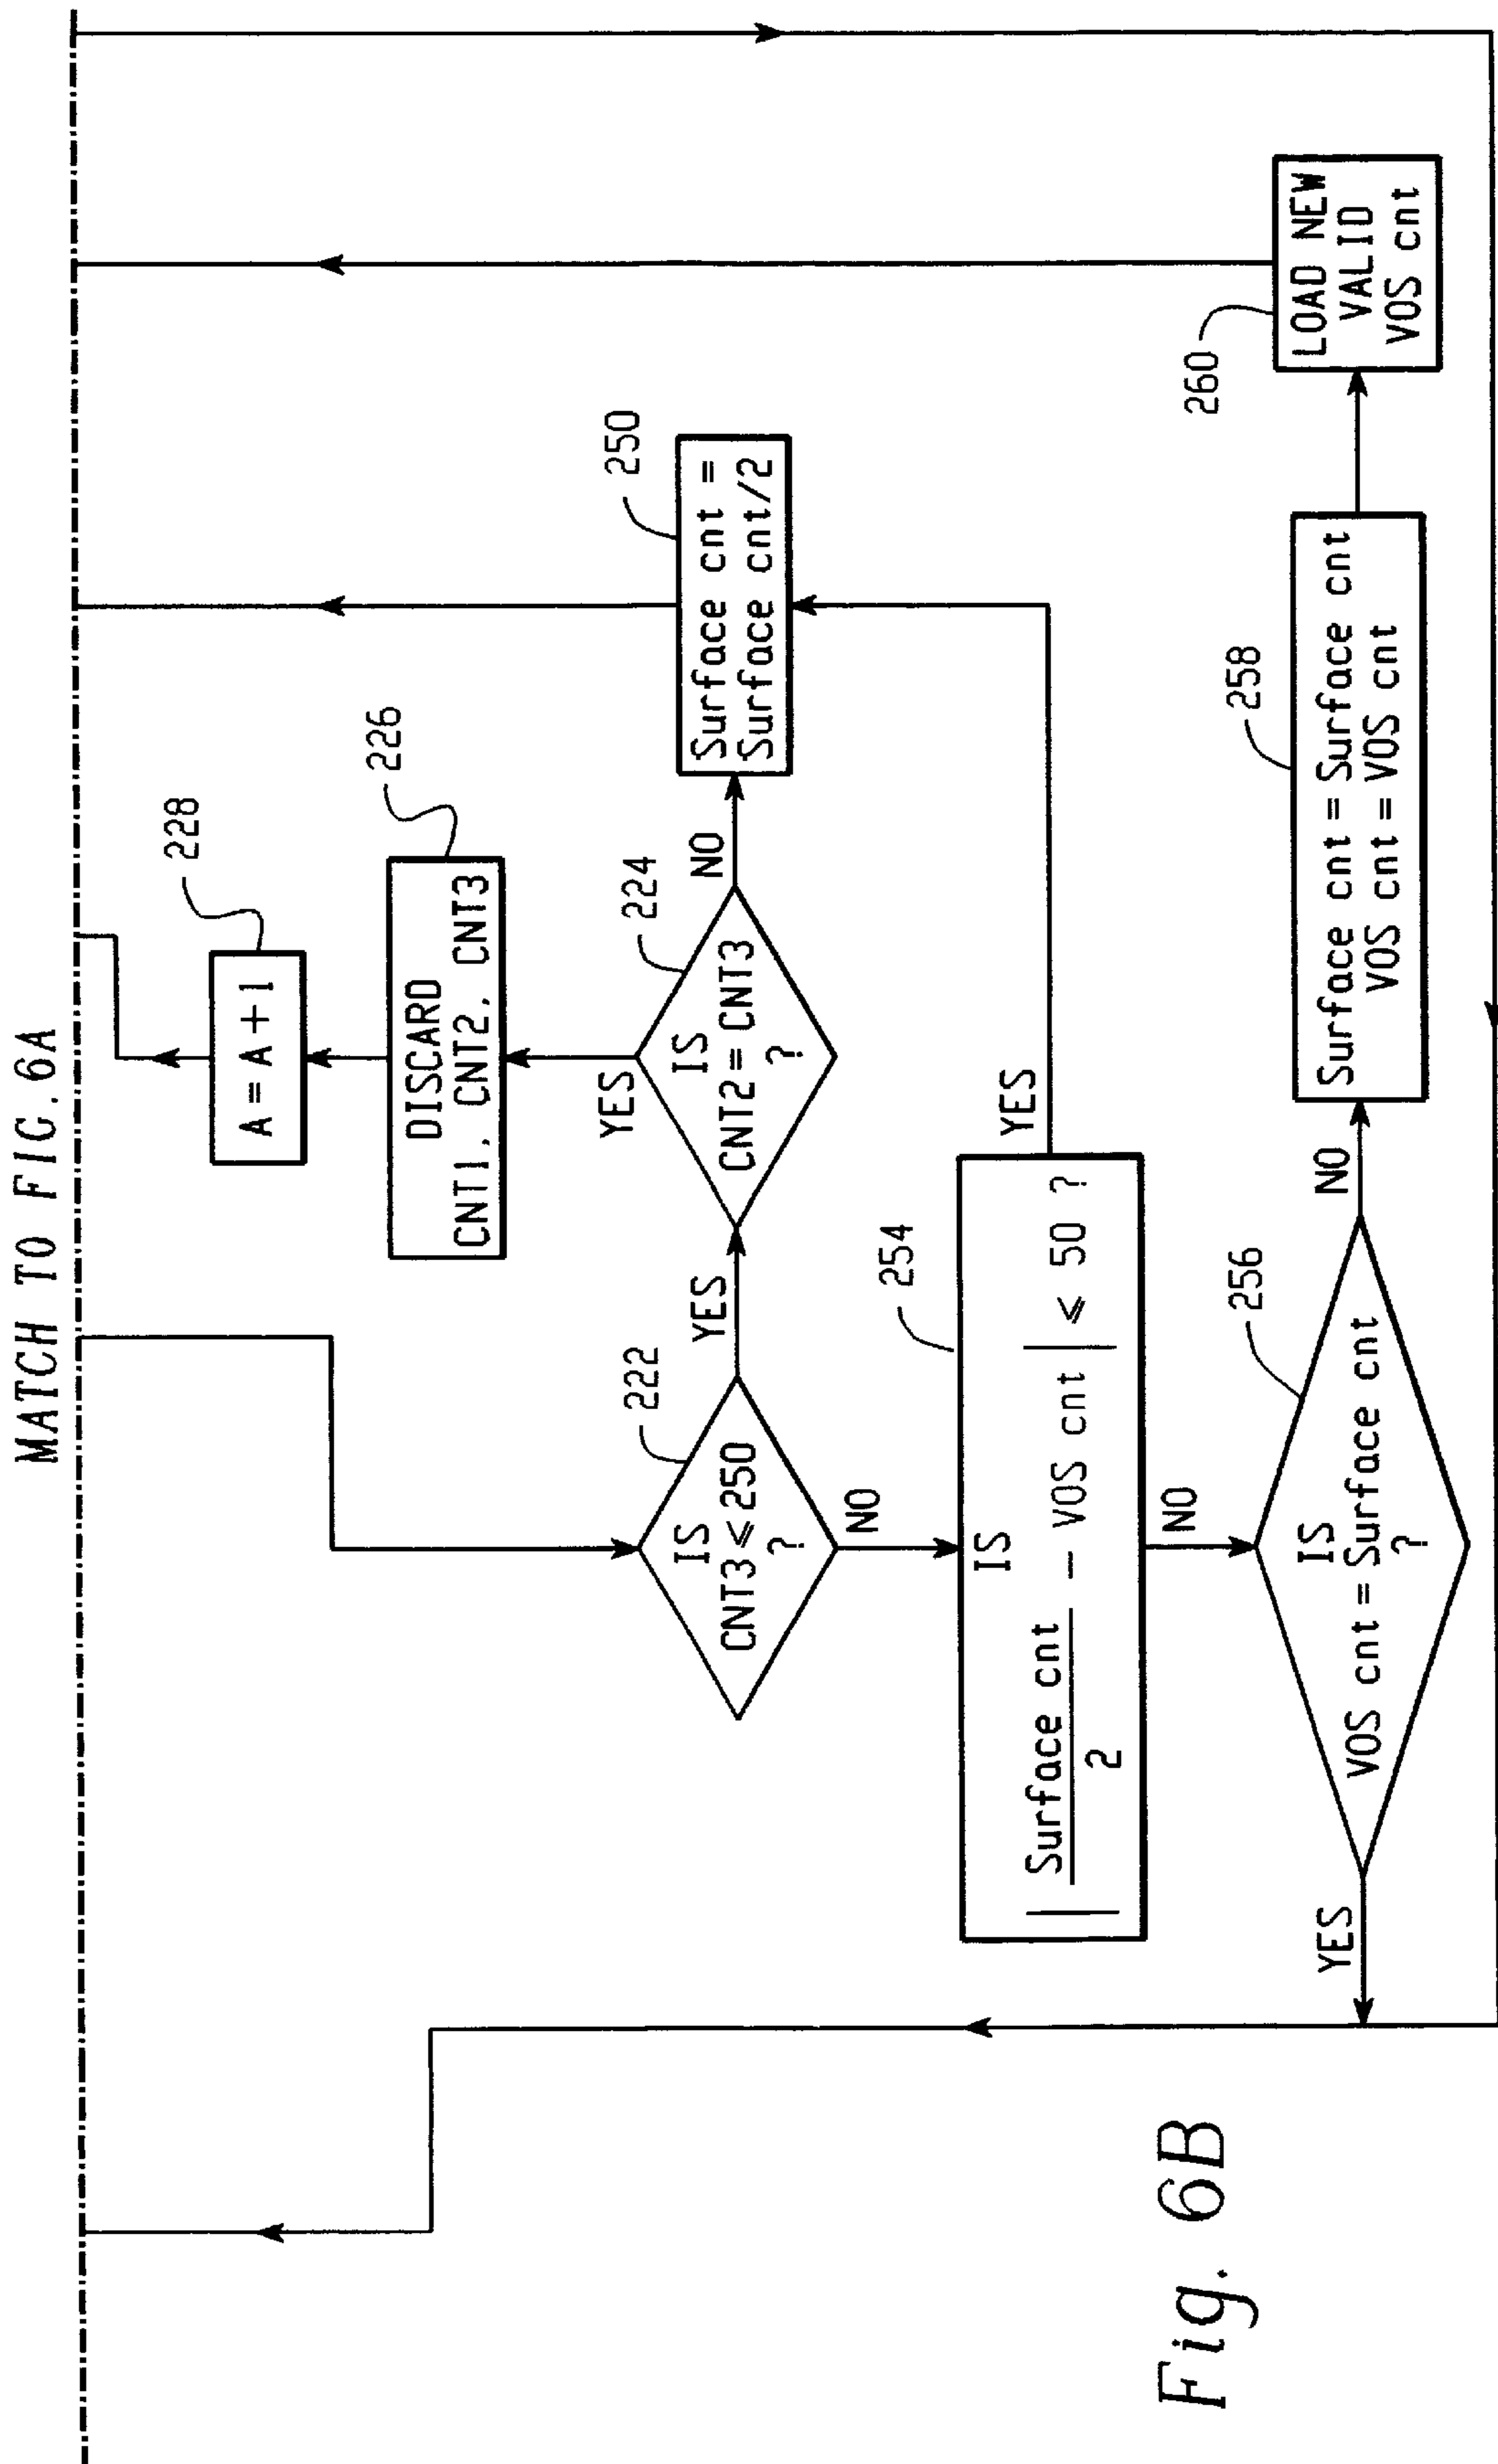 MATCH TO FIG. 6A
228
A = A + 1
226
DISCARD
CNT1, CNT2, CNT3
YES
222
IS
CNT3 ⩽ 250
?
YES
NO
224
IS
CNT2 = CNT3
?
NO
250
Surface cnt =
Surface cnt/2
254
IS
| Surface cnt
2
– VOS cnt | ⩽ 50 ?
YES
NO
256
IS
VOS cnt = Surface cnt
?
YES
NO
258
Surface cnt = Surface cnt
VOS cnt = VOS cnt
260
LOAD NEW
VALID
VOS cnt
Fig. 6B